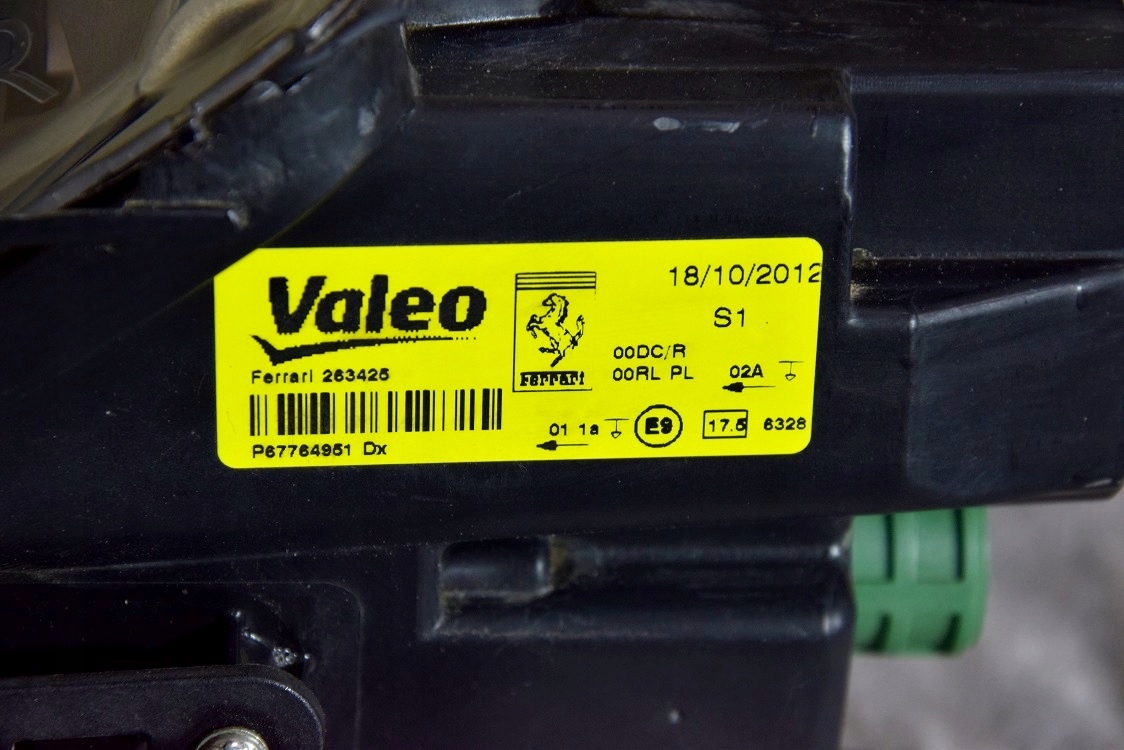 Valeo
Ferrari 263425
P67764951 Dx
Ferrari
18/10/2012
S1
00DC/R
00RL PL
02A
01 1a
E9
17.5
6328
R